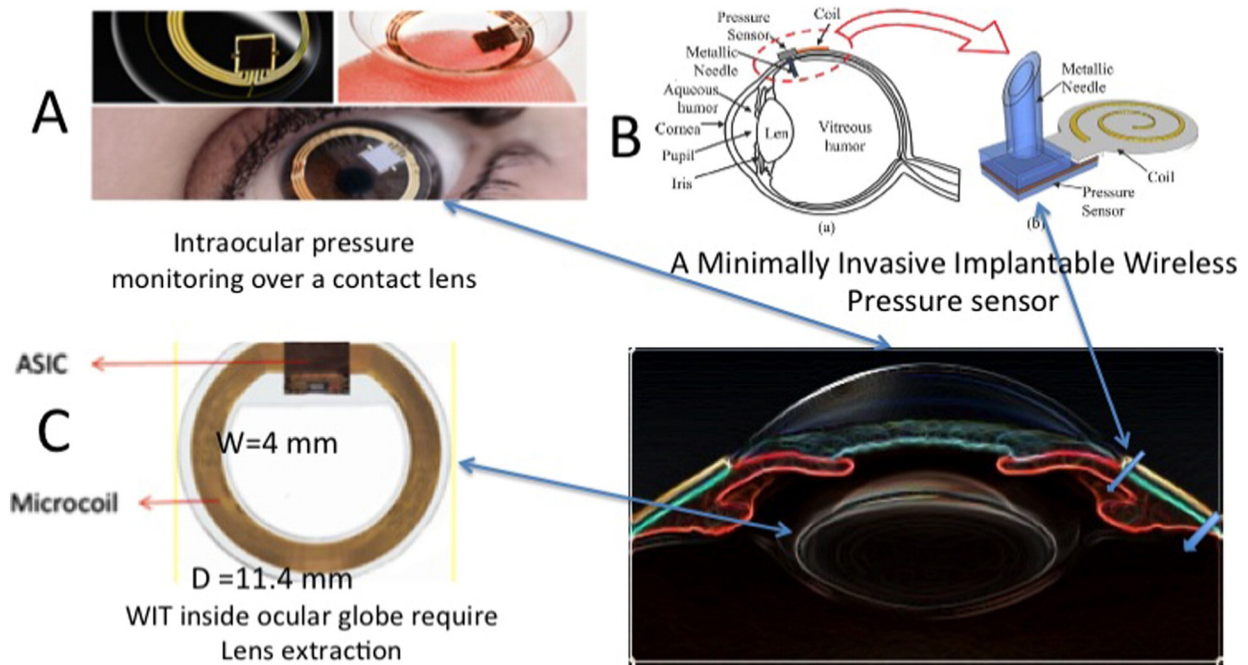 A
Intraocular pressure
monitoring over a contact lens
B
Pressure
Sensor
Coil
Metallic
Needle
Aqueous
humor
Cornea
Pupil
Iris
Len
Vitreous
humor
(a)
Metallic
Needle
Coil
Pressure
Sensor
(b)
A Minimally Invasive Implantable Wireless
Pressure sensor
C
ASIC
W=4 mm
Microcoil
D =11.4 mm
WIT inside ocular globe require
Lens extraction